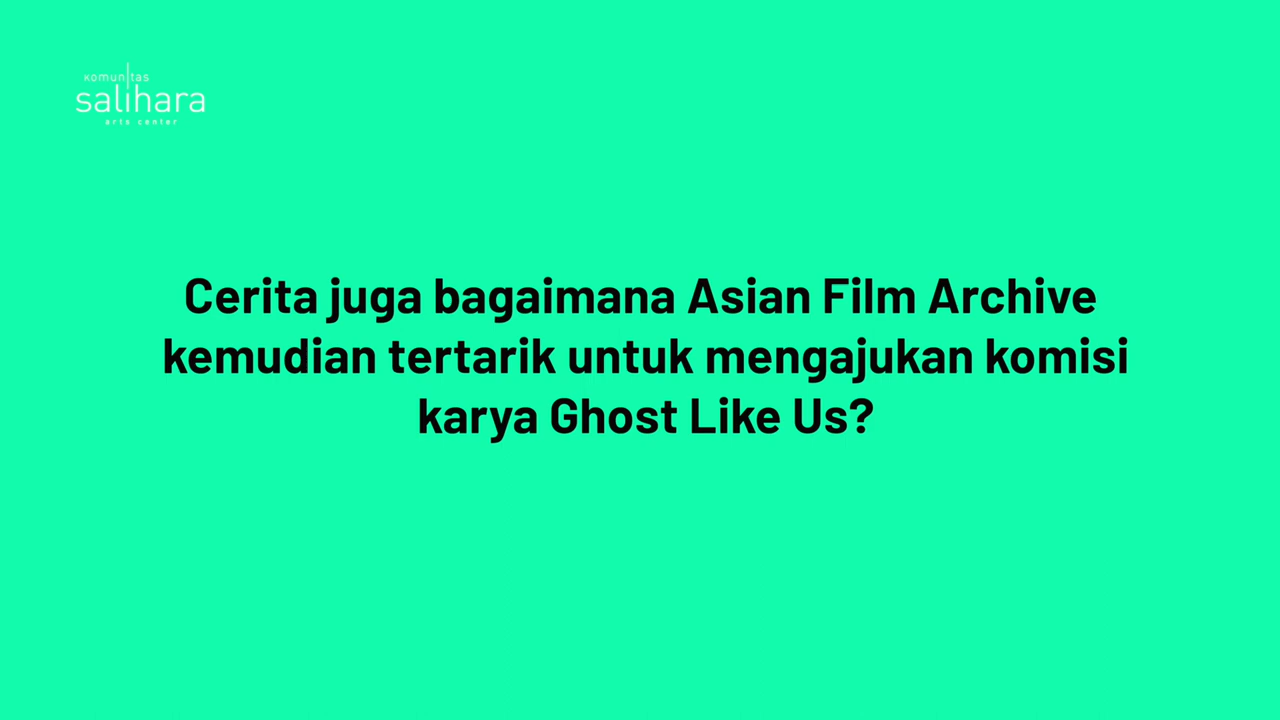 komunitas
salihara
arts center
Cerita juga bagaimana Asian Film Archive
kemudian tertarik untuk mengajukan komisi
karya Ghost Like Us?